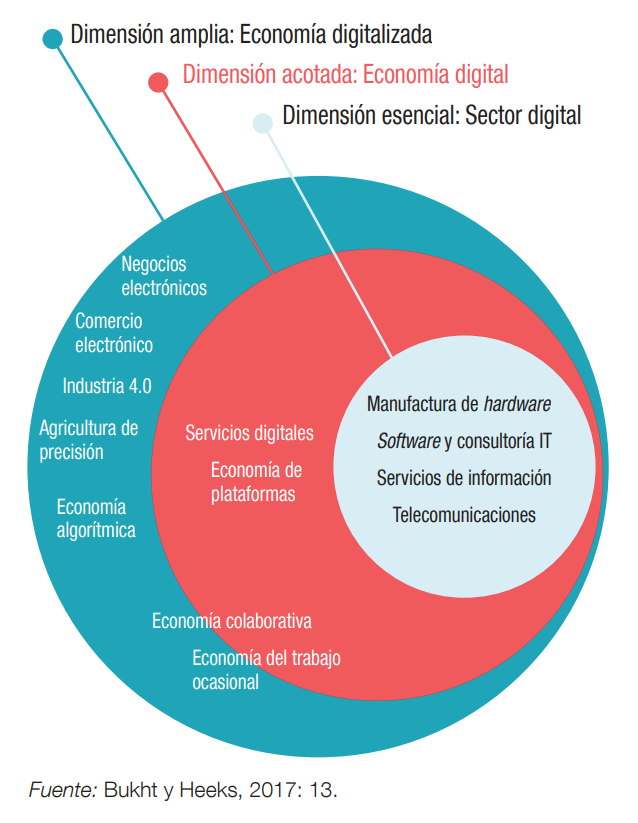 Dimensión amplia: Economía digitalizada
Dimensión acotada: Economía digital
Dimensión esencial: Sector digital
Negocios
electrónicos
Comercio
electrónico
Industria 4.0
Agricultura de
precisión
Economía
algorítmica
Servicios digitales
Economía de
plataformas
Economía colaborativa
Economía del trabajo
ocasional
Manufactura de hardware
Software y consultoría IT
Servicios de información
Telecomunicaciones
Fuente: Bukht y Heeks, 2017: 13.